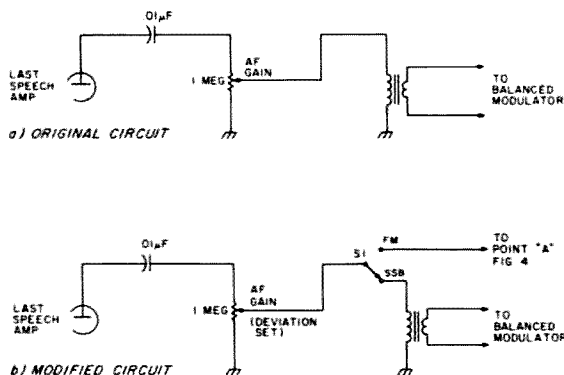 .01µF
LAST
SPEECH
AMP
1 MEG
AF
GAIN
TO
BALANCED
MODULATOR
a) ORIGINAL CIRCUIT
.01µF
LAST
SPEECH
AMP
1 MEG
AF
GAIN
(DEVIATION
SET)
S1
FM
SSB
TO
POINT "A"
FIG 4
TO
BALANCED
MODULATOR
b) MODIFIED CIRCUIT